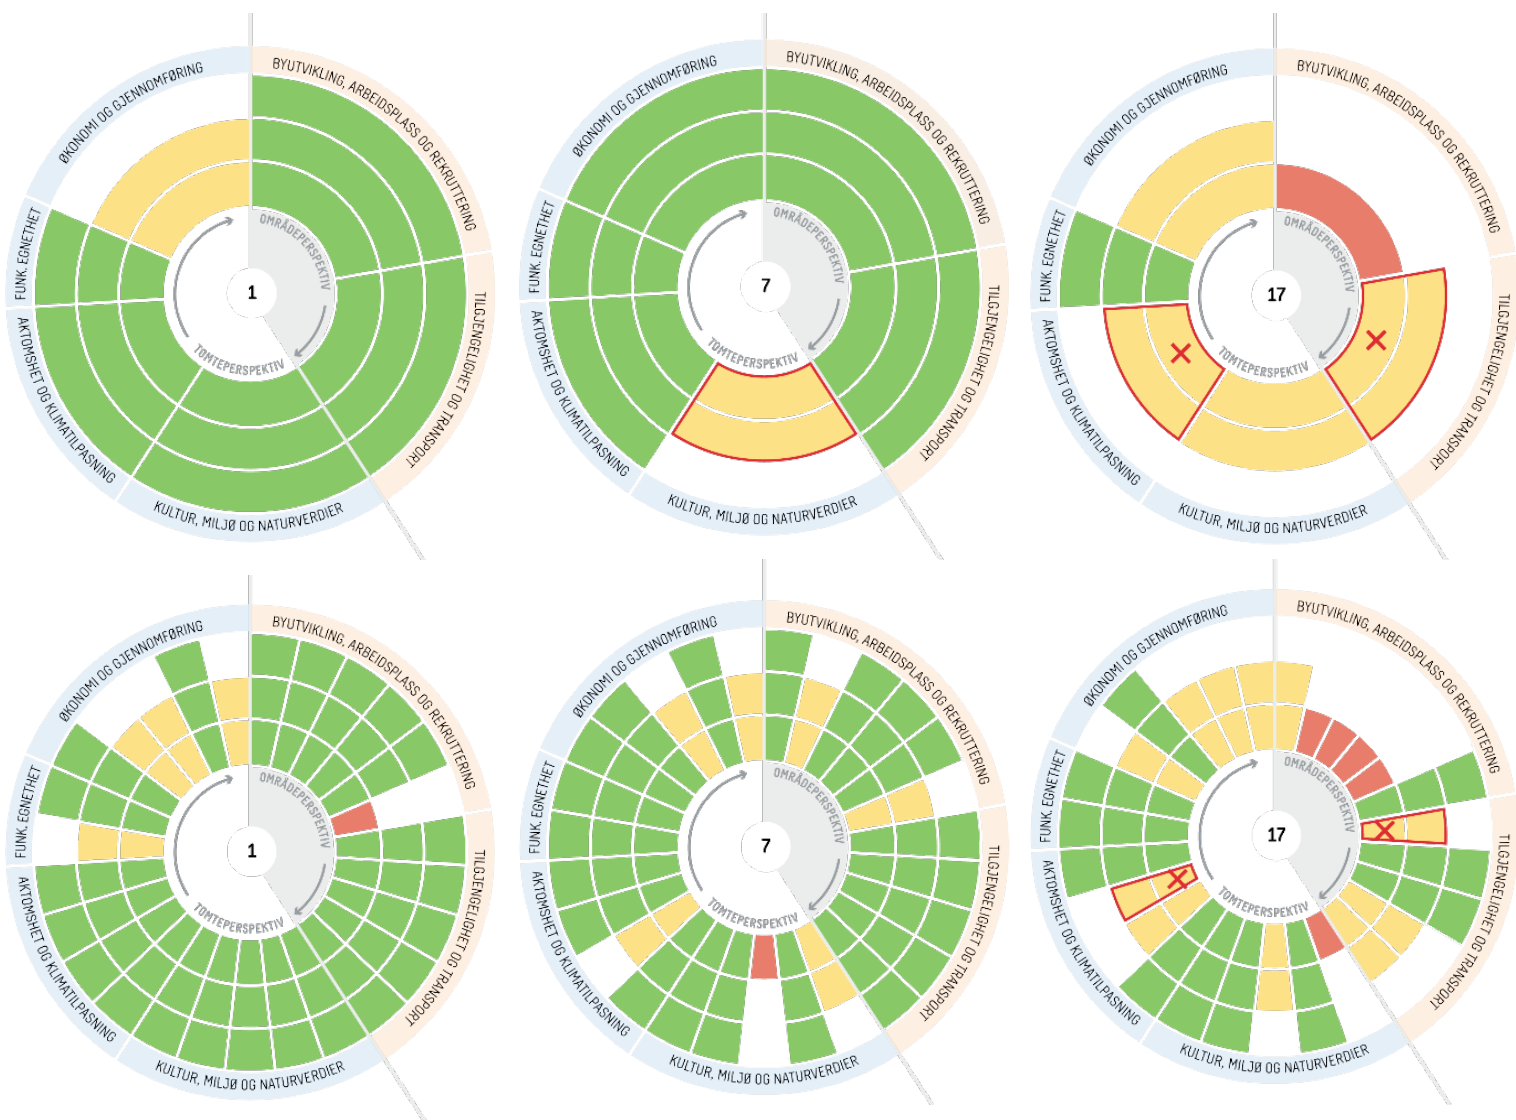 ØKONOMI OG GJENNOMFØRING
BYUTVIKLING, ARBEIDSPLASS OG REKRUTTERING
TILGJENGELIGHET OG TRANSPORT
KULTUR, MILJØ OG NATURVERDIER
AKTOMSHET OG KLIMATILPASNING
FUNK. EGNETHET
OMRÅDEPERSPEKTIV
TOMTEPERSPEKTIV
1
ØKONOMI OG GJENNOMFØRING
BYUTVIKLING, ARBEIDSPLASS OG REKRUTTERING
TILGJENGELIGHET OG TRANSPORT
KULTUR, MILJØ OG NATURVERDIER
AKTOMSHET OG KLIMATILPASNING
FUNK. EGNETHET
OMRÅDEPERSPEKTIV
TOMTEPERSPEKTIV
7
ØKONOMI OG GJENNOMFØRING
BYUTVIKLING, ARBEIDSPLASS OG REKRUTTERING
TILGJENGELIGHET OG TRANSPORT
KULTUR, MILJØ OG NATURVERDIER
AKTOMSHET OG KLIMATILPASNING
FUNK. EGNETHET
OMRÅDEPERSPEKTIV
TOMTEPERSPEKTIV
17
ØKONOMI OG GJENNOMFØRING
BYUTVIKLING, ARBEIDSPLASS OG REKRUTTERING
TILGJENGELIGHET OG TRANSPORT
KULTUR, MILJØ OG NATURVERDIER
AKTOMSHET OG KLIMATILPASNING
FUNK. EGNETHET
OMRÅDEPERSPEKTIV
TOMTEPERSPEKTIV
1
ØKONOMI OG GJENNOMFØRING
BYUTVIKLING, ARBEIDSPLASS OG REKRUTTERING
TILGJENGELIGHET OG TRANSPORT
KULTUR, MILJØ OG NATURVERDIER
AKTOMSHET OG KLIMATILPASNING
FUNK. EGNETHET
OMRÅDEPERSPEKTIV
TOMTEPERSPEKTIV
7
ØKONOMI OG GJENNOMFØRING
BYUTVIKLING, ARBEIDSPLASS OG REKRUTTERING
TILGJENGELIGHET OG TRANSPORT
KULTUR, MILJØ OG NATURVERDIER
AKTOMSHET OG KLIMATILPASNING
FUNK. EGNETHET
OMRÅDEPERSPEKTIV
TOMTEPERSPEKTIV
17